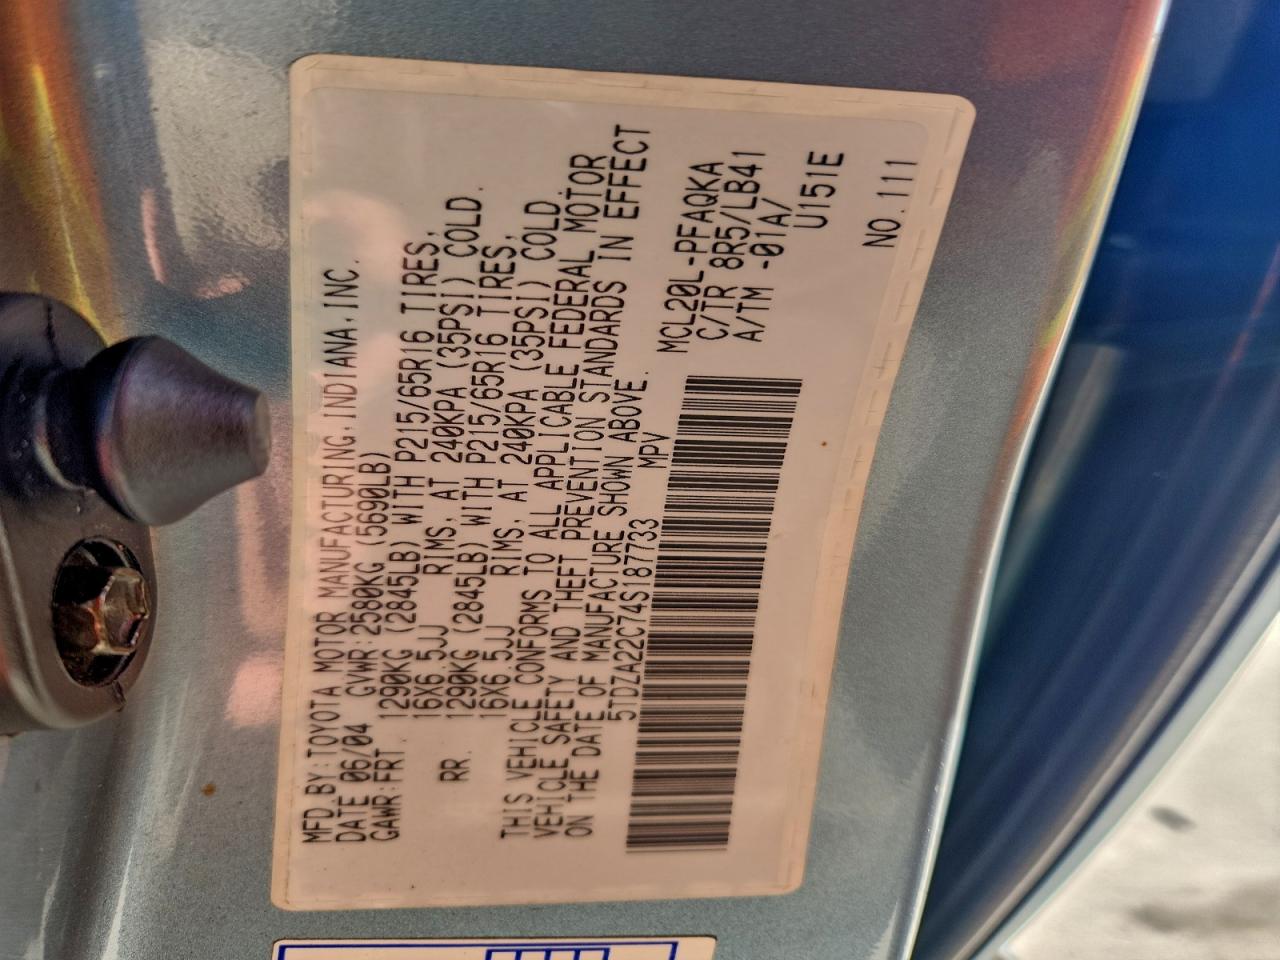 MFD.BY:TOYOTA MOTOR MANUFACTURING,INDIANA,INC.
DATE 06/04 GVWR:2580KG (5690LB)
GAWR:FRT 1290KG (2845LB) WITH P215/65R16 TIRES,
16X6.5JJ RIMS, AT 240KPA (35PSI) COLD.
RR. 1290KG (2845LB) WITH P215/65R16 TIRES,
16X6.5JJ RIMS, AT 240KPA (35PSI) COLD.
THIS VEHICLE CONFORMS TO ALL APPLICABLE FEDERAL MOTOR
VEHICLE SAFETY AND THEFT PREVENTION STANDARDS IN EFFECT
ON THE DATE OF MANUFACTURE SHOWN ABOVE.
5TDZA22C74S187733 MPV
MCL20L-PFAQKA
C/TR 8R5/LB41
A/TM -01A/
U151E
NO.111